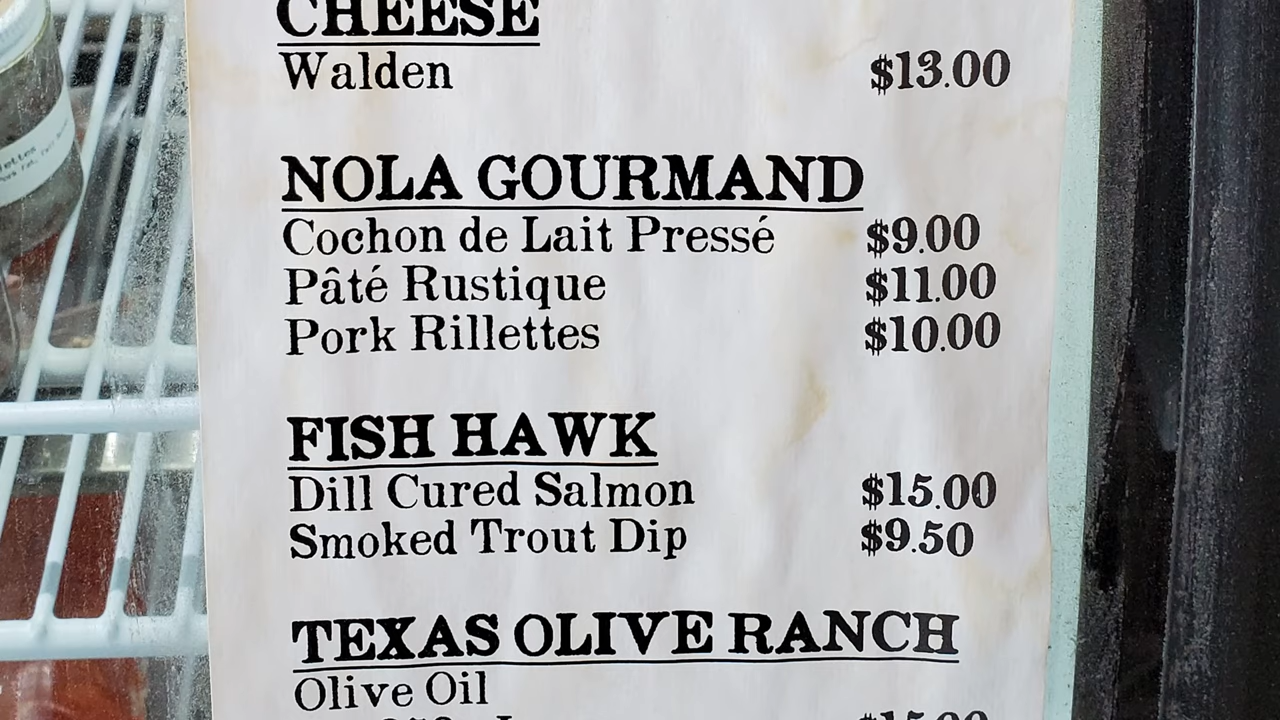 CHEESE
Walden $13.00
NOLA GOURMAND
Cochon de Lait Pressé $9.00
Pâté Rustique $11.00
Pork Rillettes $10.00
FISH HAWK
Dill Cured Salmon $15.00
Smoked Trout Dip $9.50
TEXAS OLIVE RANCH
Olive Oil